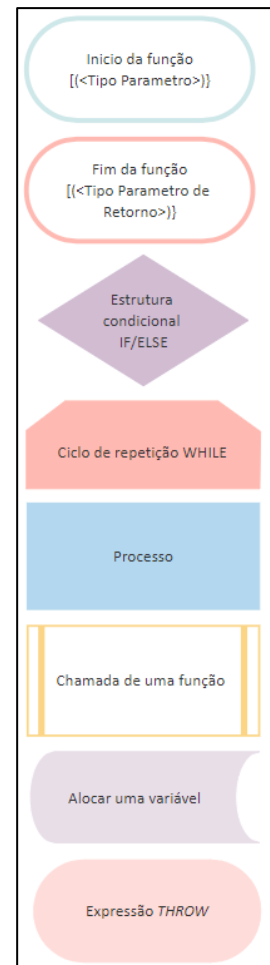 Inicio da função
[(<Tipo Parametro>)}
Fim da função
[(<Tipo Parametro de
Retorno>)}
Estrutura
condicional
IF/ELSE
Ciclo de repetição WHILE
Processo
Chamada de uma função
Alocar uma variável
Expressão THROW